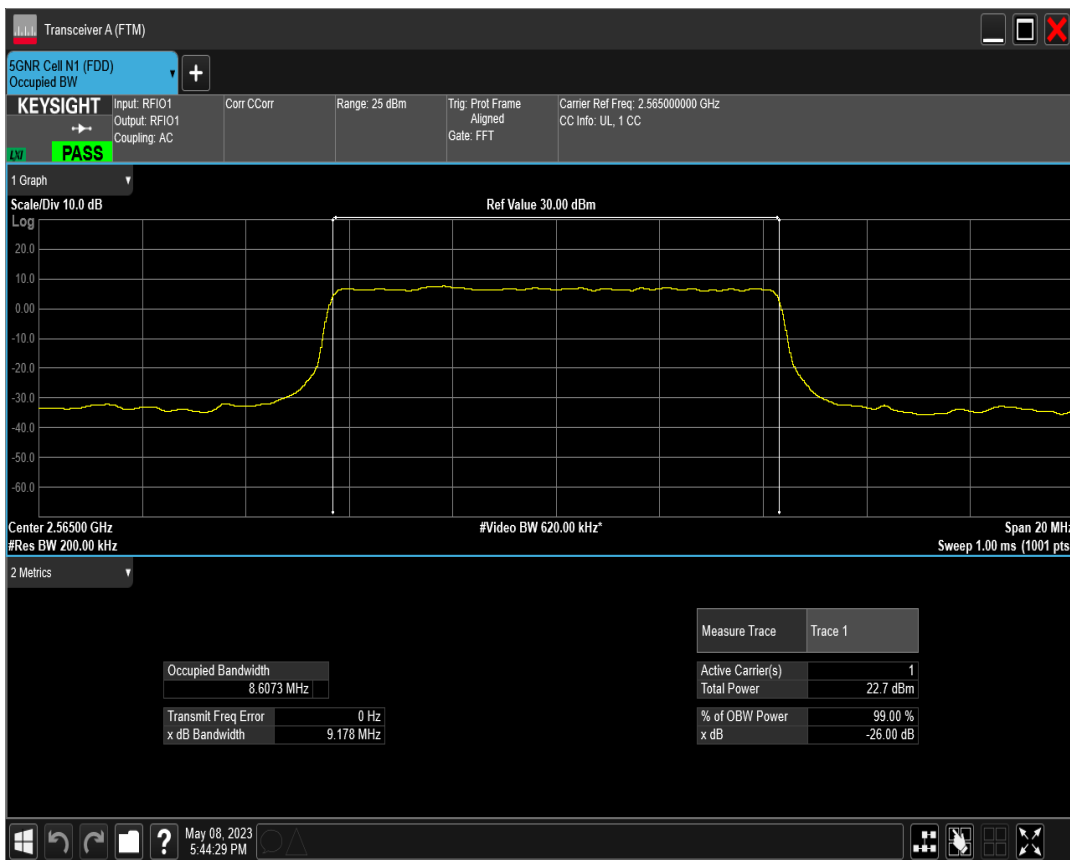 Transceiver A (FTM)
5GNR Cell N1 (FDD)
Occupied BW
+
KEYSIGHT
LXI
PASS
Input: RFIO1
Output: RFIO1
Coupling: AC
Corr CCorr
Range: 25 dBm
Trig: Prot Frame
Aligned
Gate: FFT
Carrier Ref Freq: 2.565000000 GHz
CC Info: UL, 1 CC
1 Graph
Scale/Div 10.0 dB
Ref Value 30.00 dBm
Log
20.0
10.0
0.00
-10.0
-20.0
-30.0
-40.0
-50.0
-60.0
Center 2.56500 GHz
#Video BW 620.00 kHz*
Span 20 MHz
#Res BW 200.00 kHz
Sweep 1.00 ms (1001 pts
2 Metrics
Measure Trace Trace 1
Occupied Bandwidth
8.6073 MHz
Active Carrier(s) 1
Total Power 22.7 dBm
Transmit Freq Error 0 Hz
x dB Bandwidth 9.178 MHz
% of OBW Power 99.00 %
x dB -26.00 dB
?
May 08, 2023
5:44:29 PM